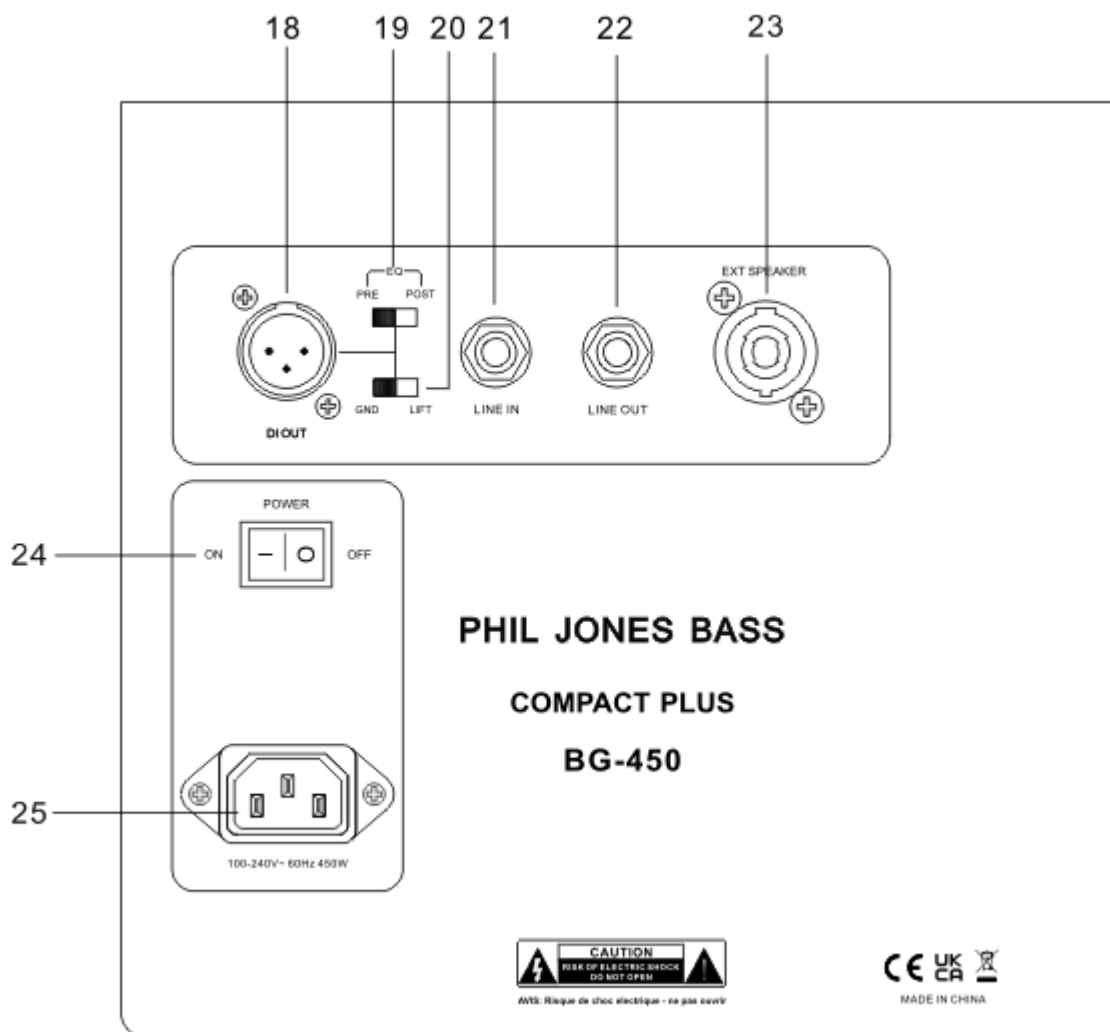 18 19 20 21 22 23
EQ
PRE POST
EXT SPEAKER
GND LIFT
LINE IN
LINE OUT
DI OUT
POWER
24
ON
– O
OFF
PHIL JONES BASS
COMPACT PLUS
BG-450
25
100-240V~ 60Hz 450W
CAUTION
RISK OF ELECTRIC SHOCK
DO NOT OPEN
AVIS: Risque de choc electrique - ne pas ouvrir
CE UK CA
MADE IN CHINA